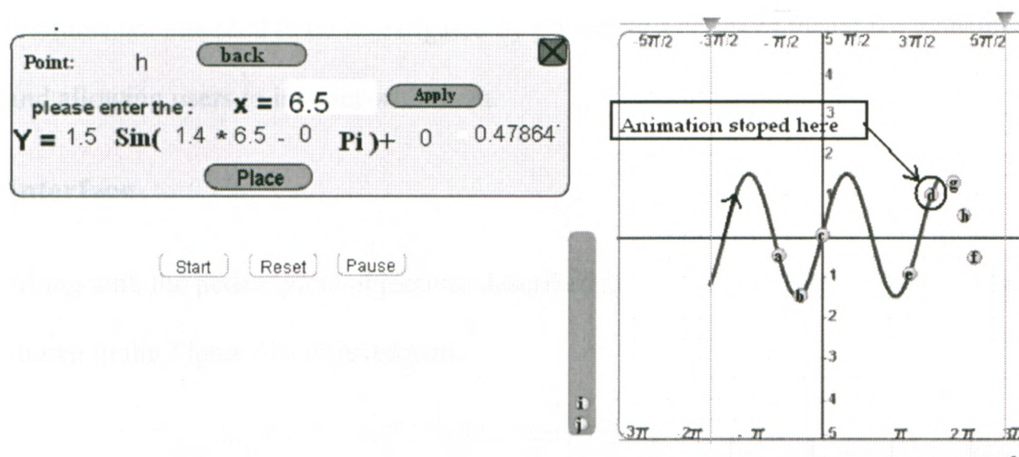 Point: h back
please enter the : x = 6.5 Apply
Y = 1.5 Sin( 1.4 * 6.5 - 0 Pi )+ 0 0.47864
Place
Start Reset Pause
i
j
-5π/2 -3π/2 -π/2 5 π/2 3π/2 5π/2
4
3
Animation stoped here
2
1
d g
h
c
a f
e
1
b
2
3
4
3π -2π -π 5 π 2π 3π